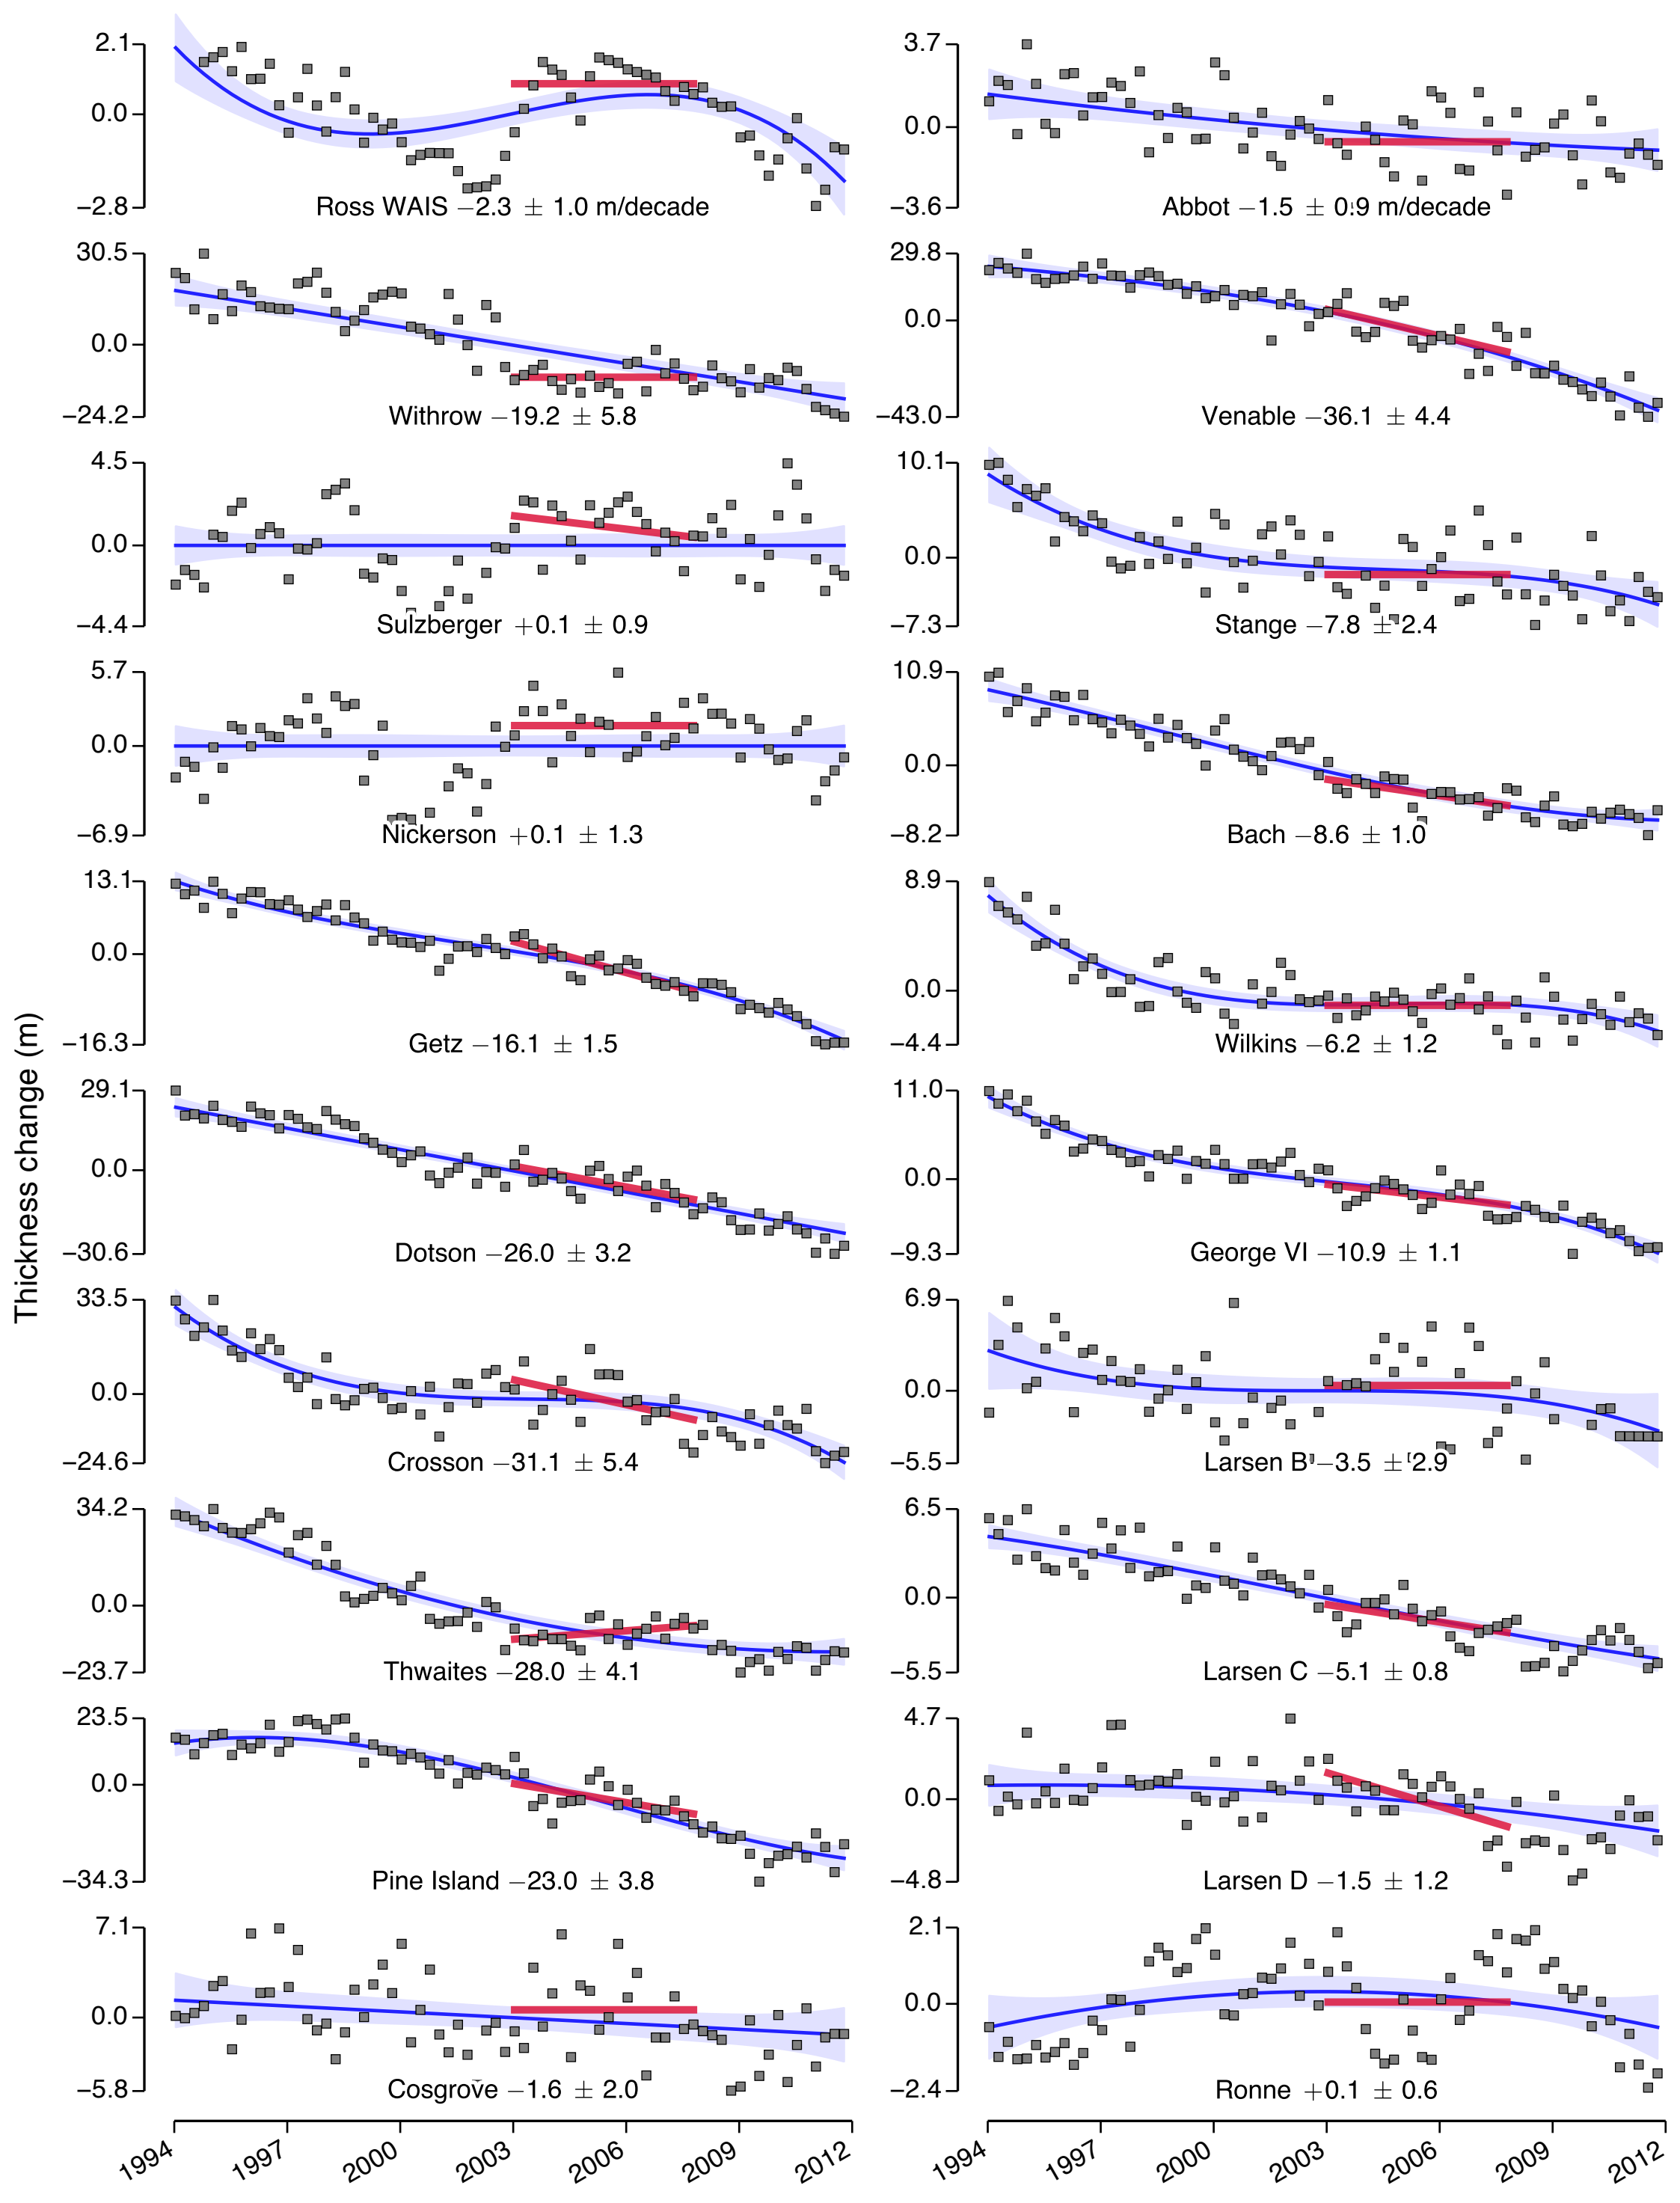 Thickness change (m)
2.1
0.0
−2.8
Ross WAIS −2.3 ± 1.0 m/decade
3.7
0.0
−3.6
Abbot −1.5 ± 0.9 m/decade
30.5
0.0
−24.2
Withrow −19.2 ± 5.8
29.8
0.0
−43.0
Venable −36.1 ± 4.4
4.5
0.0
−4.4
Sulzberger +0.1 ± 0.9
10.1
0.0
−7.3
Stange −7.8 ± 2.4
5.7
0.0
−6.9
Nickerson +0.1 ± 1.3
10.9
0.0
−8.2
Bach −8.6 ± 1.0
13.1
0.0
−16.3
Getz −16.1 ± 1.5
8.9
0.0
−4.4
Wilkins −6.2 ± 1.2
29.1
0.0
−30.6
Dotson −26.0 ± 3.2
11.0
0.0
−9.3
George VI −10.9 ± 1.1
33.5
0.0
−24.6
Crosson −31.1 ± 5.4
6.9
0.0
−5.5
Larsen B −3.5 ± 2.9
34.2
0.0
−23.7
Thwaites −28.0 ± 4.1
6.5
0.0
−5.5
Larsen C −5.1 ± 0.8
23.5
0.0
−34.3
Pine Island −23.0 ± 3.8
4.7
0.0
−4.8
Larsen D −1.5 ± 1.2
7.1
0.0
−5.8
Cosgrove −1.6 ± 2.0
2.1
0.0
−2.4
Ronne +0.1 ± 0.6
1994 1997 2000 2003 2006 2009 2012
1994 1997 2000 2003 2006 2009 2012